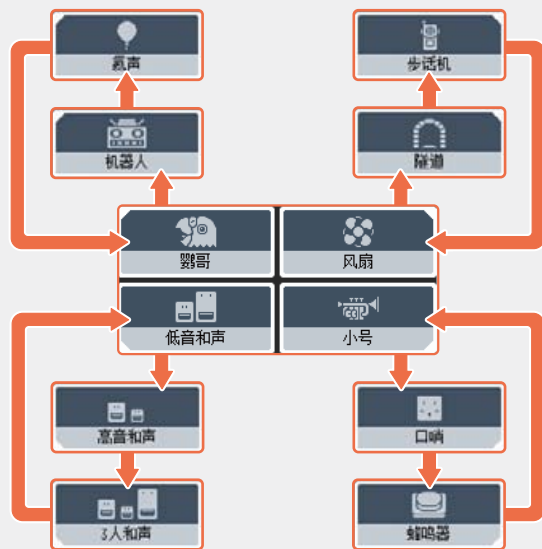 氦声
步话机
机器人
隧道
鹦哥
风扇
低音和声
小号
高音和声
口哨
3人和声
蜂鸣器